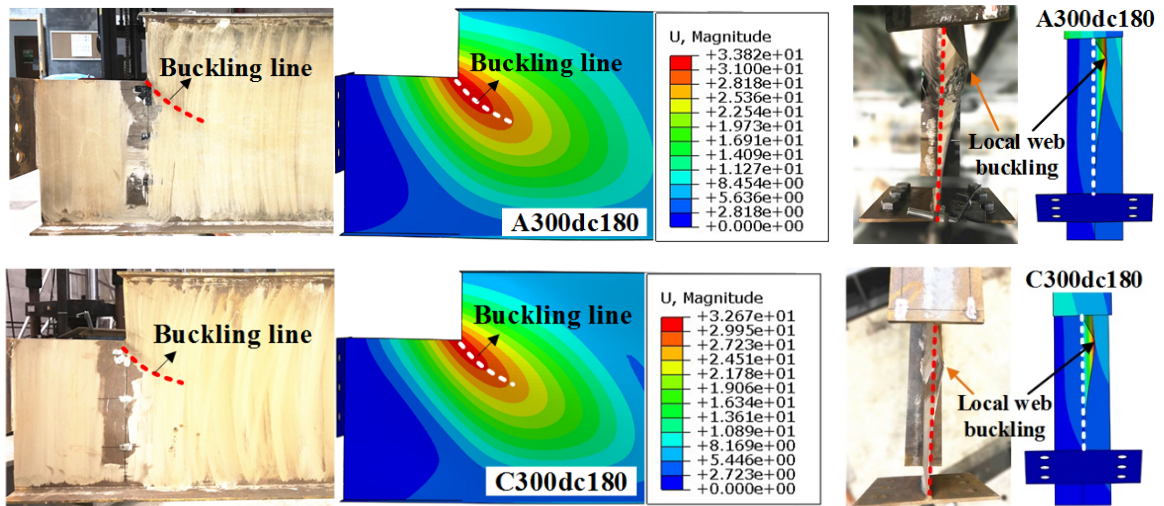 Buckling line
Buckling line
A300dc180
U, Magnitude
+3.382e+01
+3.100e+01
+2.818e+01
+2.536e+01
+2.254e+01
+1.973e+01
+1.691e+01
+1.409e+01
+1.127e+01
+8.454e+00
+5.636e+00
+2.818e+00
+0.000e+00
A300dc180
Local web
buckling
Buckling line
Buckling line
C300dc180
U, Magnitude
+3.267e+01
+2.995e+01
+2.723e+01
+2.451e+01
+2.178e+01
+1.906e+01
+1.634e+01
+1.361e+01
+1.089e+01
+8.169e+00
+5.446e+00
+2.723e+00
+0.000e+00
C300dc180
Local web
buckling